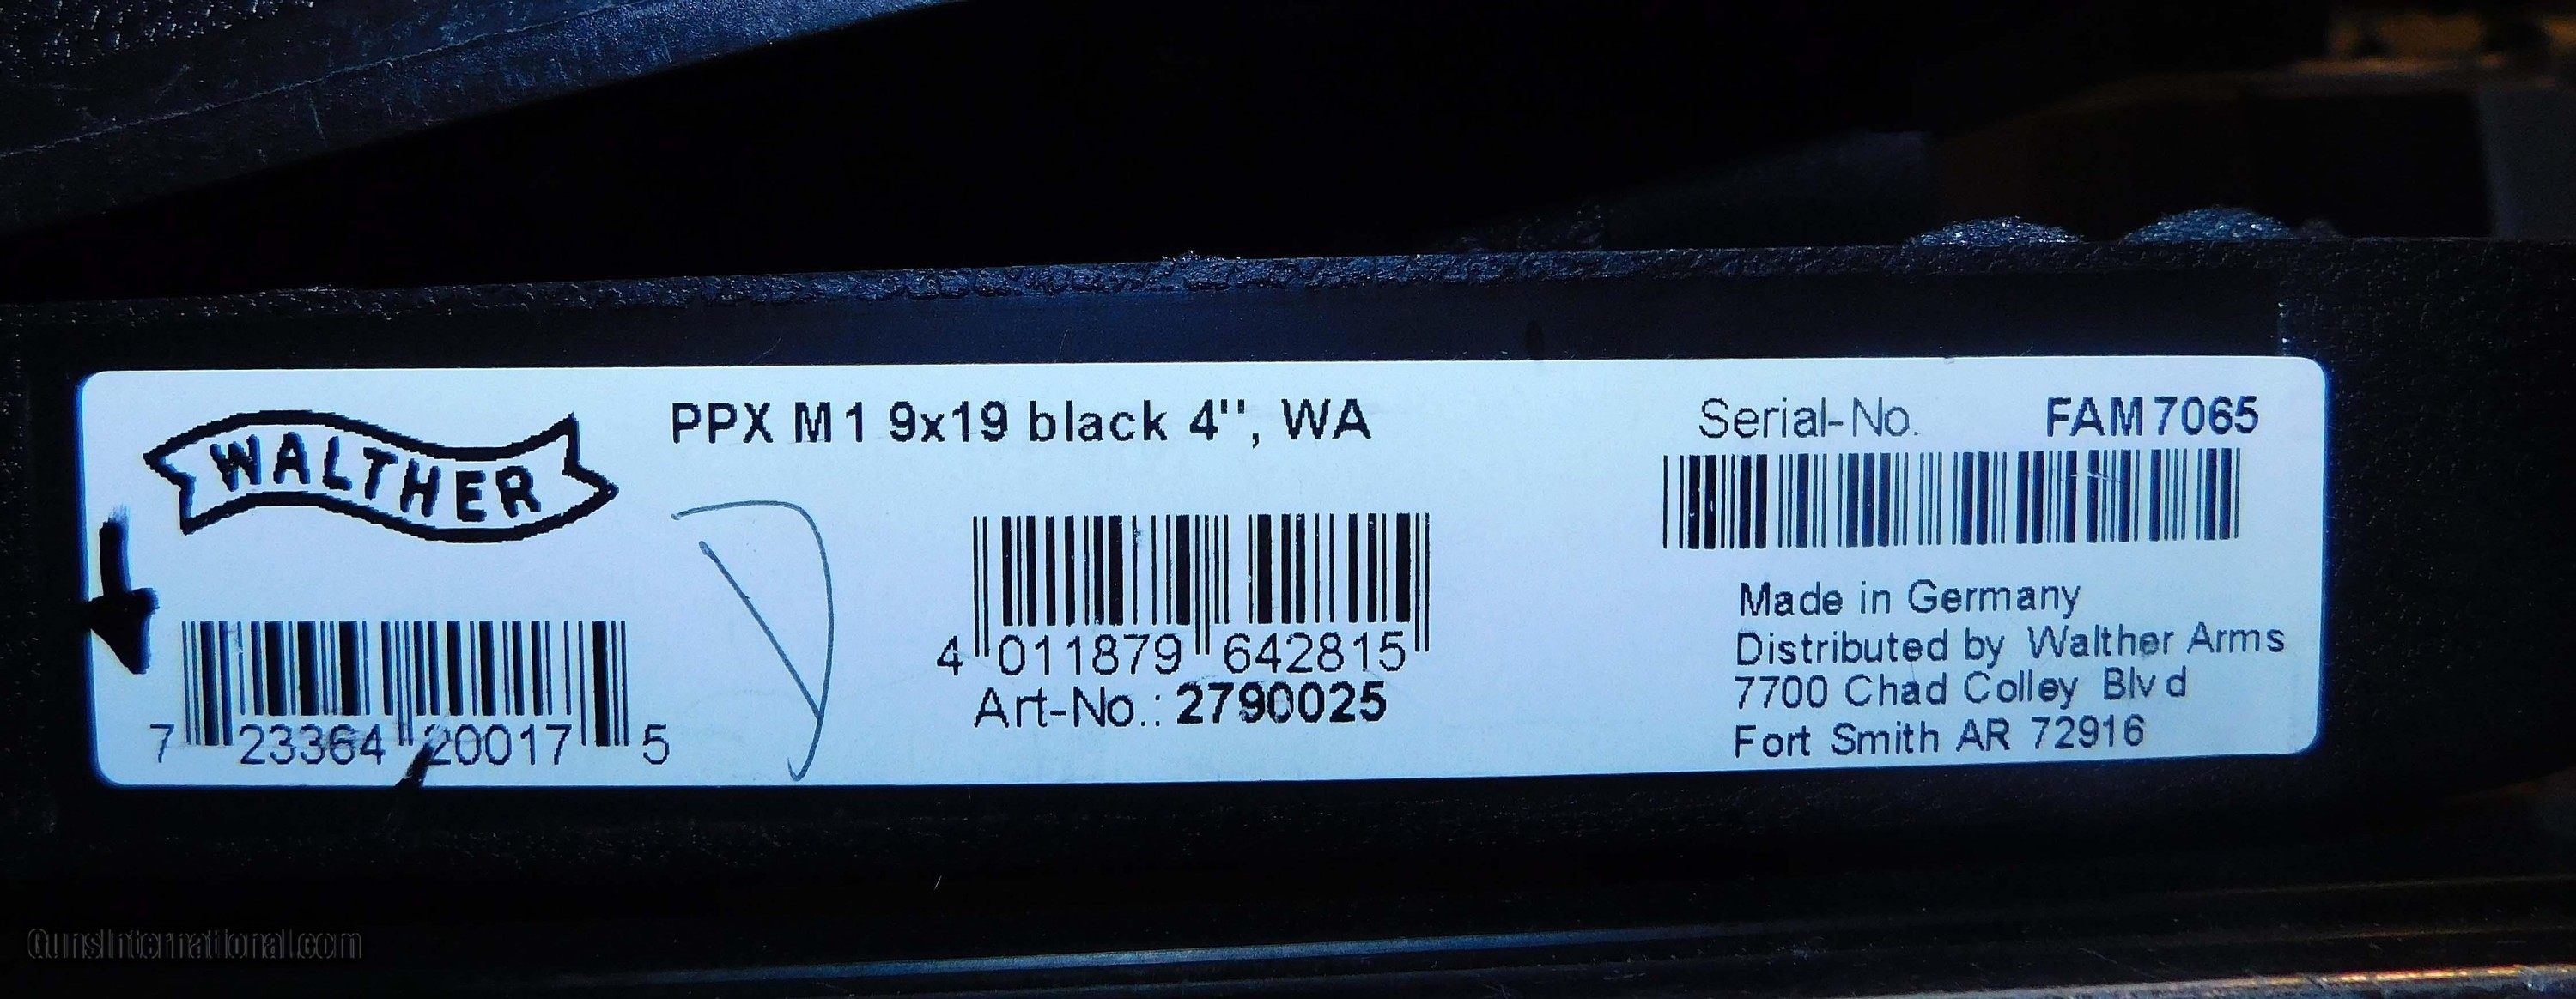 WALTHER
PPX M1 9x19 black 4", WA
Serial-No. FAM7065
4 011879 642815
Art-No.: 2790025
7 23364 20017 5
Made in Germany
Distributed by Walther Arms
7700 Chad Colley Blvd
Fort Smith AR 72916
GunsInternational.com